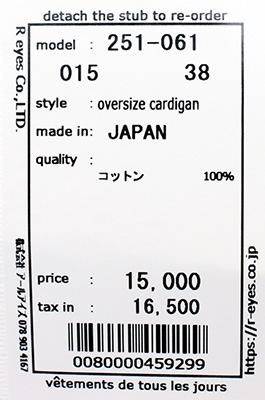 detach the stub to re-order
R eyes Co.,LTD.
model : 251-061
015 38
style : oversize cardigan
made in: JAPAN
quality :
コットン 100%
price : 15,000
tax in : 16,500
0080000459299
vêtements de tous les jours
株式会社 アールアイズ 078 903 4167
https://r-eyes.co.jp